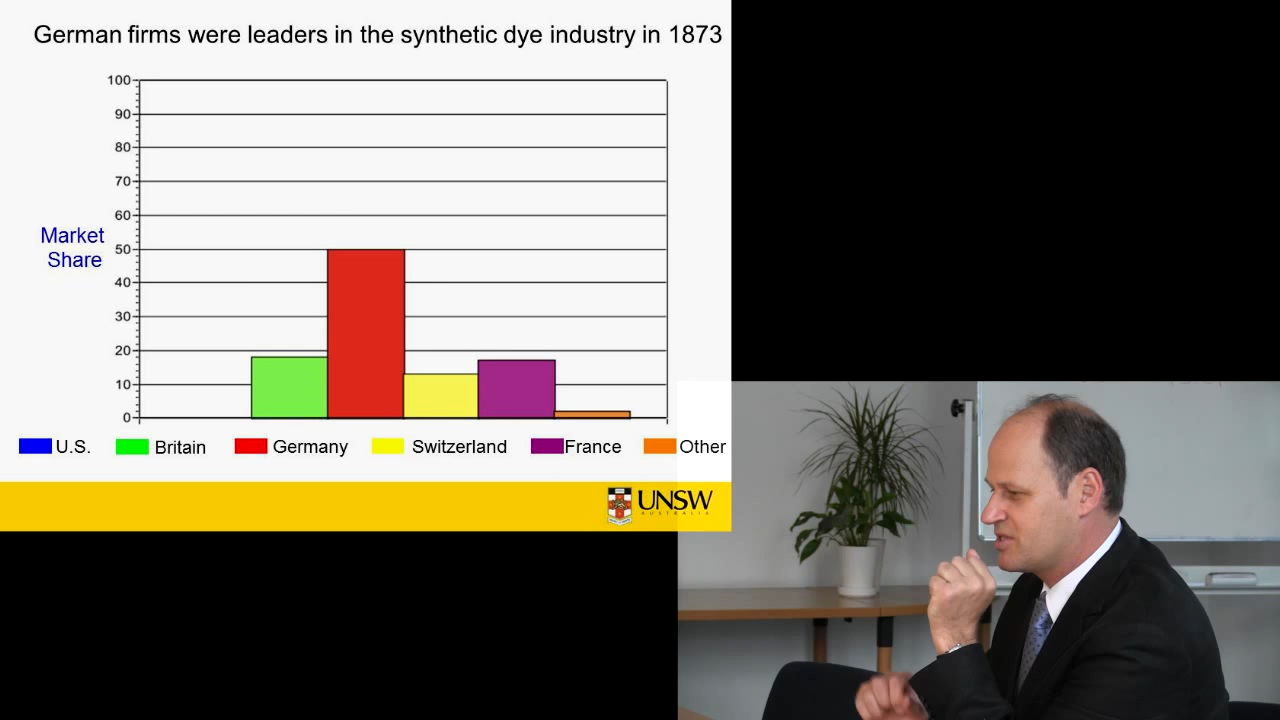 German firms were leaders in the synthetic dye industry in 1873
100
90
80
70
60
50
40
30
20
10
0
Market
Share
U.S.
Britain
Germany
Switzerland
France
Other
UNSW
AUSTRALIA